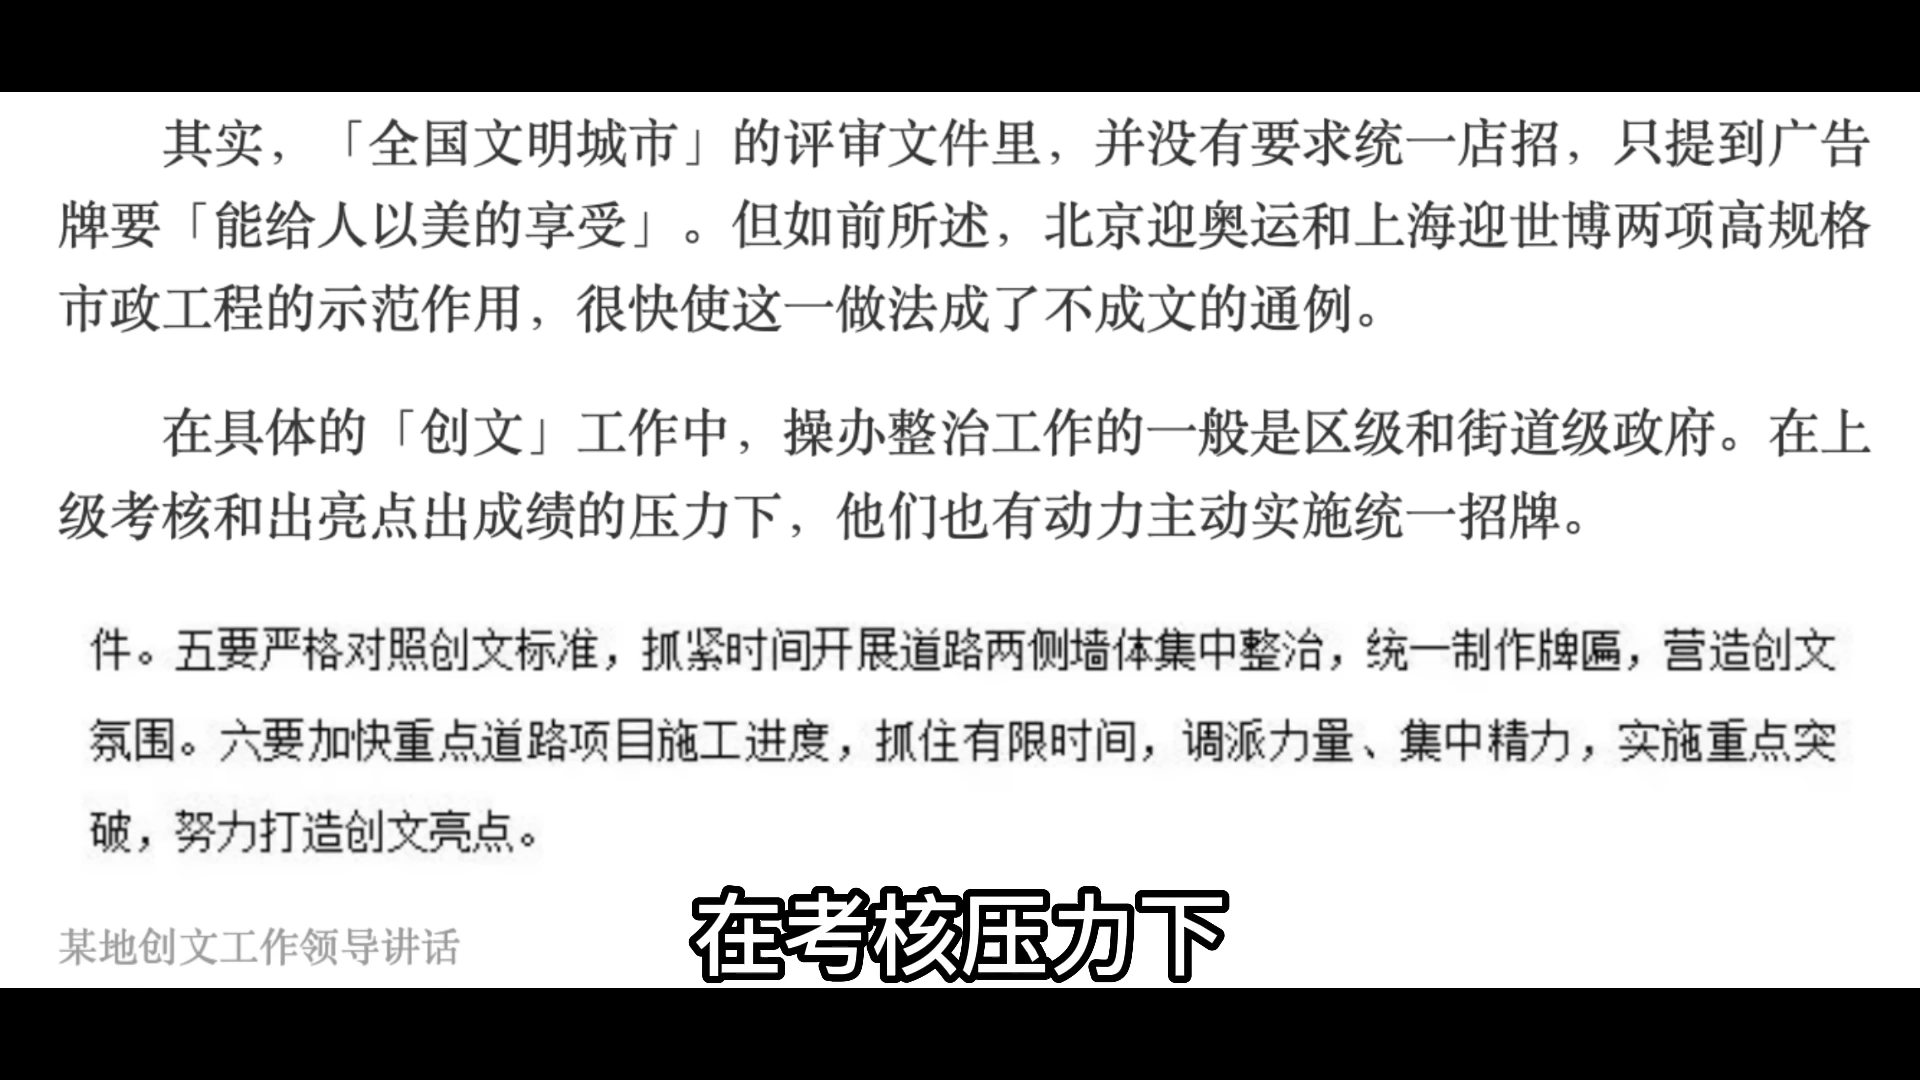 其实，「全国文明城市」的评审文件里，并没有要求统一店招，只提到广告
牌要「能给人以美的享受」。但如前所述，北京迎奥运和上海迎世博两项高规格
市政工程的示范作用，很快使这一做法成了不成文的通例。
在具体的「创文」工作中，操办整治工作的一般是区级和街道级政府。在上
级考核和出亮点出成绩的压力下，他们也有动力主动实施统一招牌。
件。五要严格对照创文标准，抓紧时间开展道路两侧墙体集中整治，统一制作牌匾，营造创文
氛围。六要加快重点道路项目施工进度，抓住有限时间，调派力量、集中精力，实施重点突
破，努力打造创文亮点。
某地创文工作领导讲话
在考核压力下